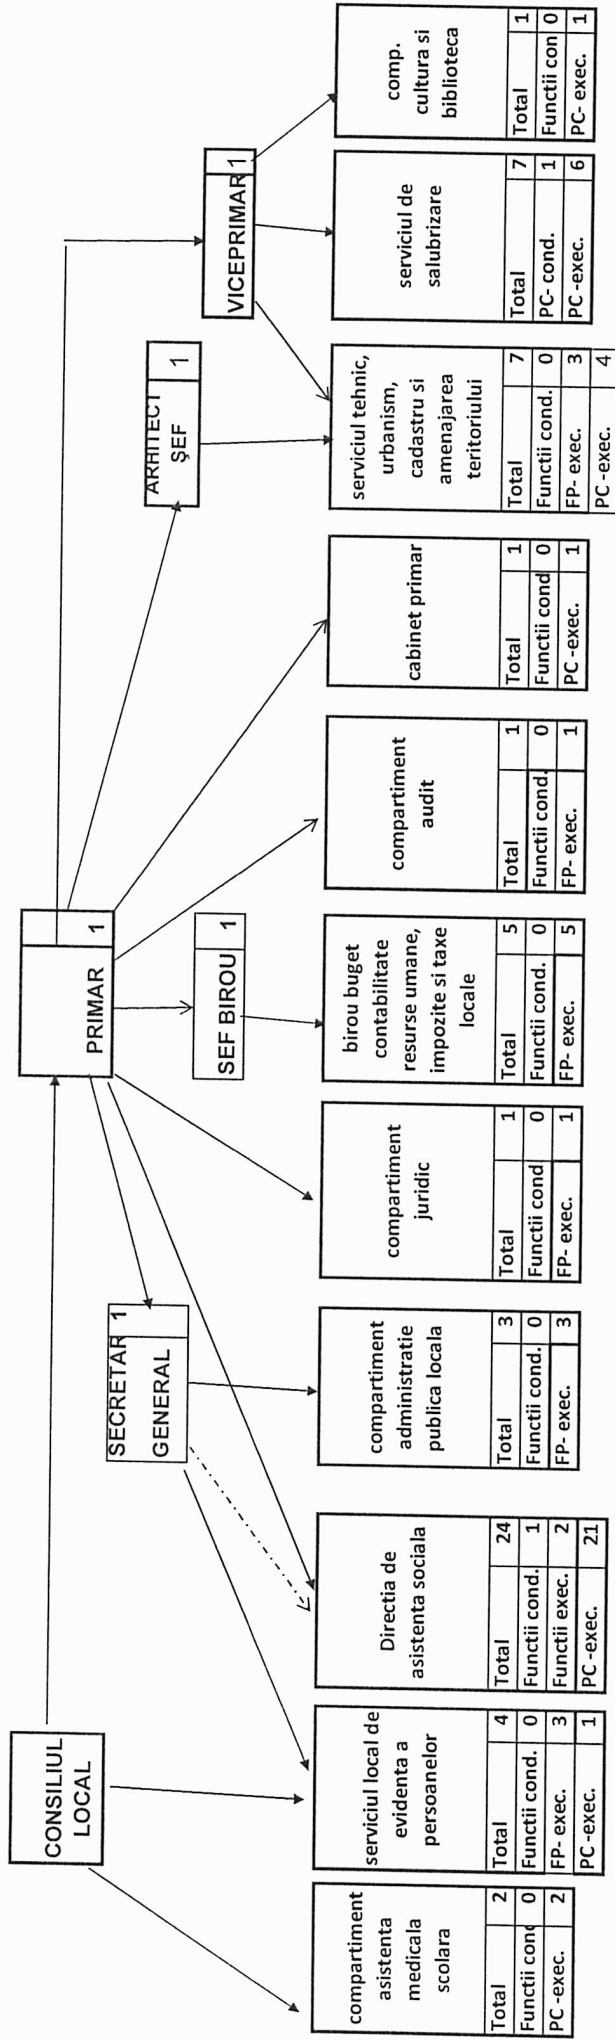 CONSILIUL
LOCAL
PRIMAR 1
SECRETAR 1
GENERAL
SEF BIROU 1
ARHITECT
ŞEF 1
VICEPRIMAR 1
compartiment
asistenta
medicala
scolara
Total 2
Functii cond 0
PC -exec. 2
serviciul local de
evidenta a
persoanelor
Total 4
Functii cond. 0
FP- exec. 3
PC-exec. 1
Directia de
asistenta sociala
Total 24
Functii cond. 1
Functii exec. 2
PC-exec. 21
compartiment
administratie
publica locala
Total 3
Functii cond. 0
FP- exec. 3
compartiment
juridic
Total 1
Functii cond 0
FP- exec. 1
birou buget
contabilitate
resurse umane,
impozite si taxe
locale
Total 5
Functii cond. 0
FP- exec. 5
compartiment
audit
Total 1
Functii cond. 0
FP- exec. 1
cabinet primar
Total 1
Functii cond 0
PC -exec. 1
serviciul tehnic,
urbanism,
cadastru si
amenajarea
teritoriului
Total 7
Functii cond. 0
FP- exec. 3
PC -exec. 4
serviciul de
salubrizare
Total 7
PC- cond. 1
PC -exec. 6
comp.
cultura si
biblioteca
Total 1
Functii con 0
PC- exec. 1